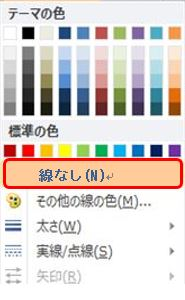 テーマの色
標準の色
線なし(N)↵
その他の線の色(M)...
太さ(W)
実線/点線(S)
矢印(R)